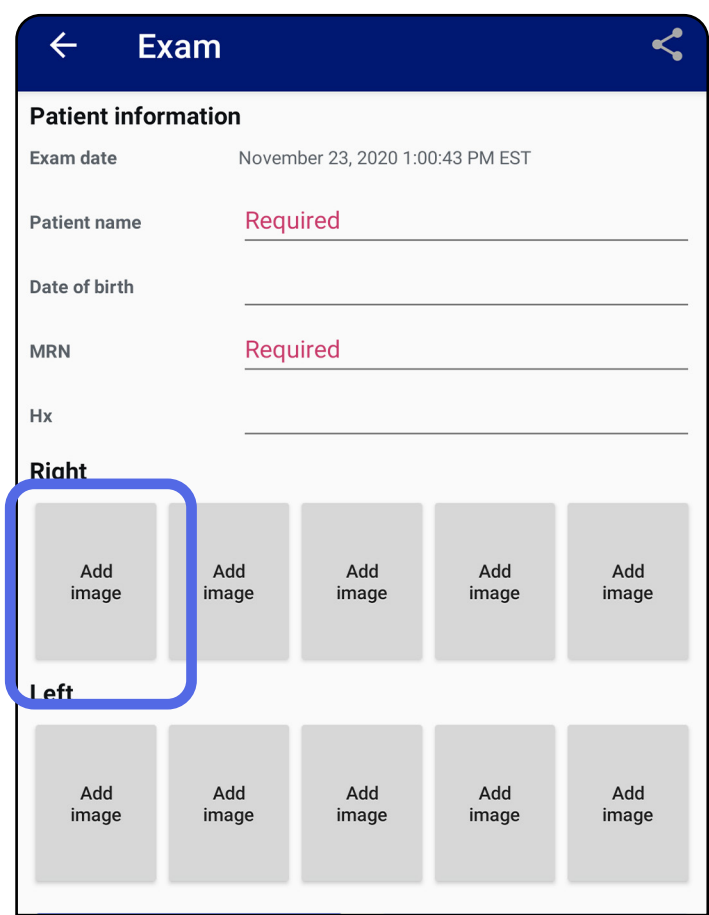 Exam
Patient information
Exam date November 23, 2020 1:00:43 PM EST
Patient name Required
Date of birth
MRN Required
Hx
Right
Add Add Add Add Add
image image image image image
Left
Add Add Add Add Add
image image image image image